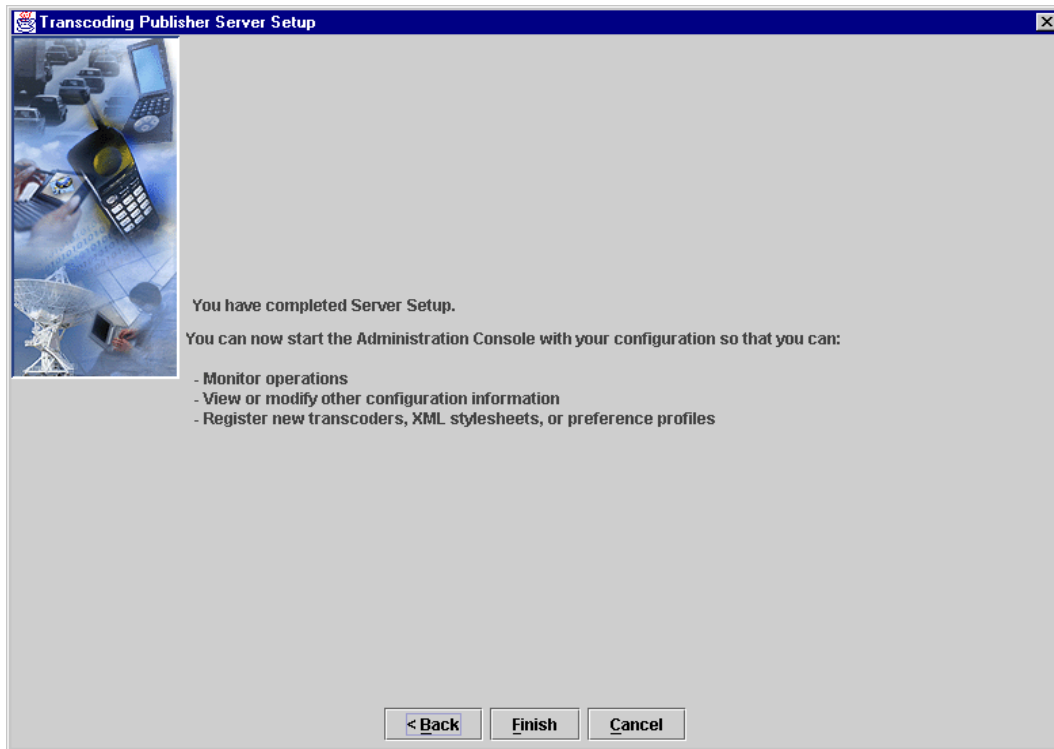 Transcoding Publisher Server Setup
You have completed Server Setup.
You can now start the Administration Console with your configuration so that you can:
- Monitor operations
- View or modify other configuration information
- Register new transcoders, XML stylesheets, or preference profiles
< Back
Finish
Cancel